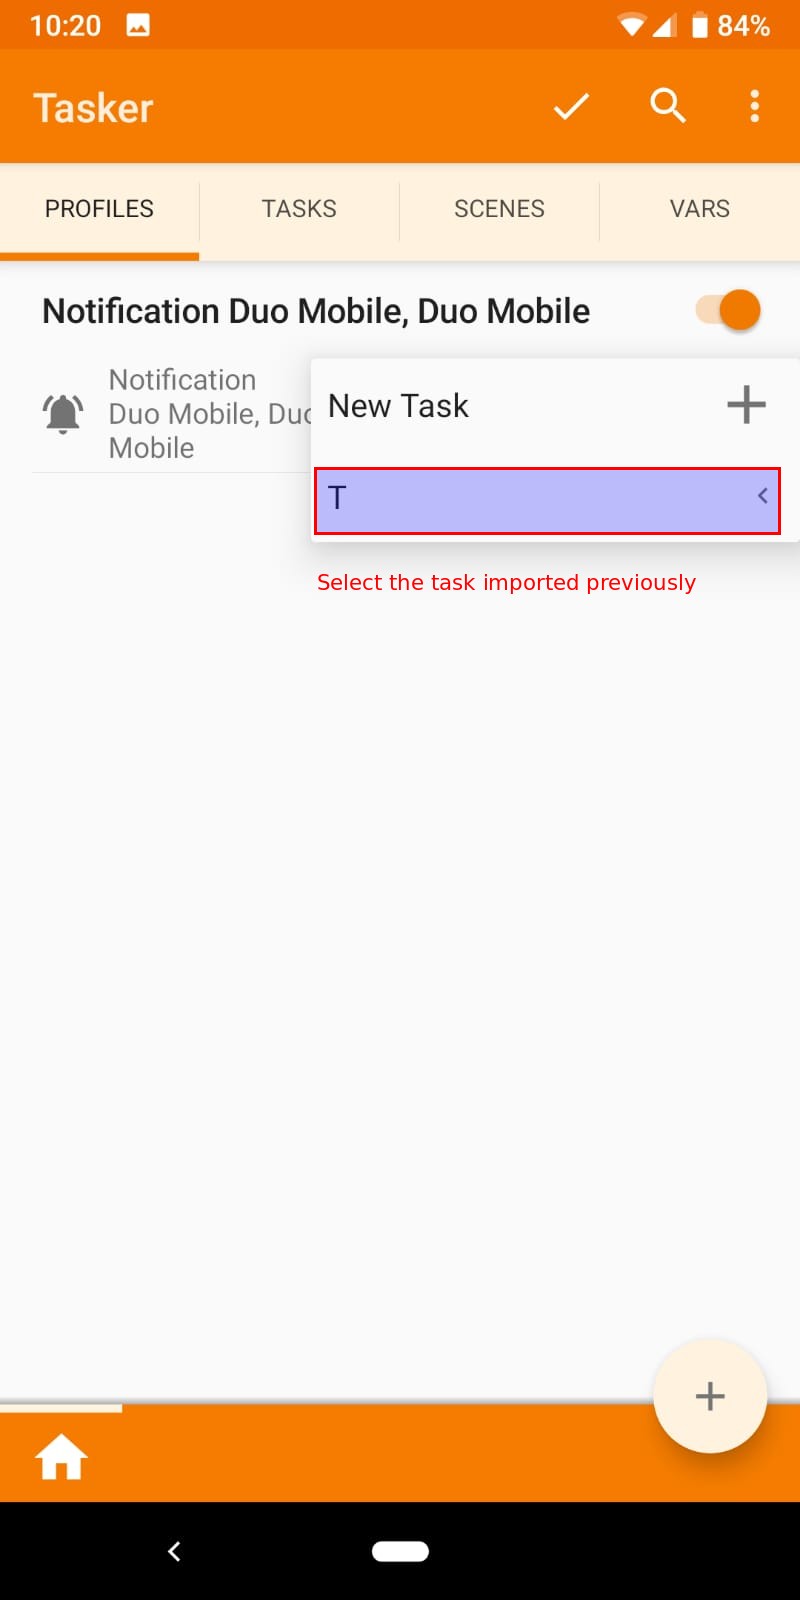 10:20
84%
Tasker
PROFILES
TASKS
SCENES
VARS
Notification Duo Mobile, Duo Mobile
Notification
Duo Mobile, Duo
Mobile
New Task
T
Select the task imported previously